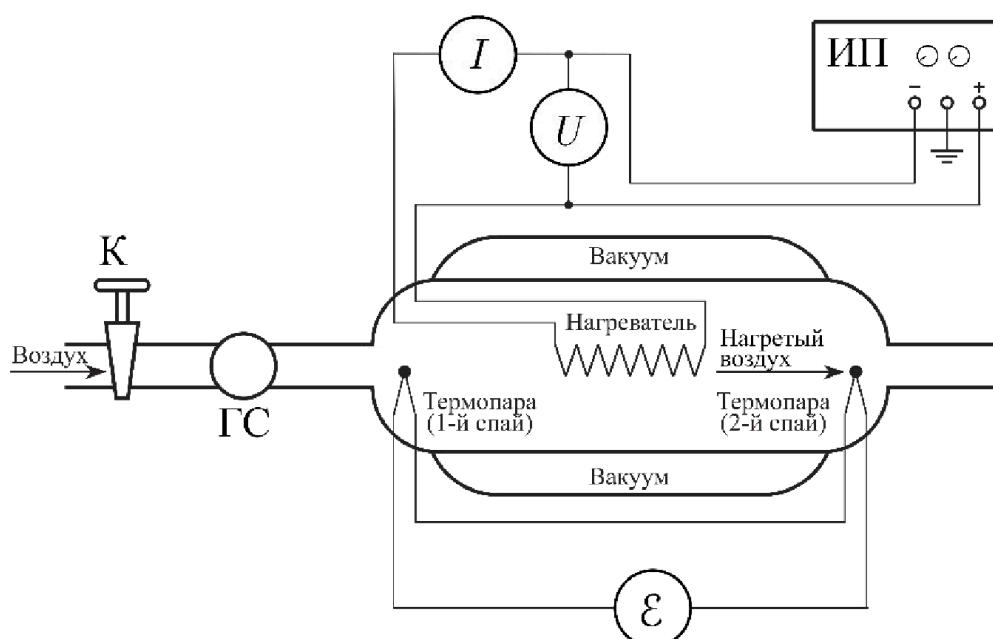 I
ИП
− +
U
К
Вакуум
Нагреватель
Воздух
Нагретый
воздух
ГС
Термопара
(1-й спай)
Термопара
(2-й спай)
Вакуум
ℰ